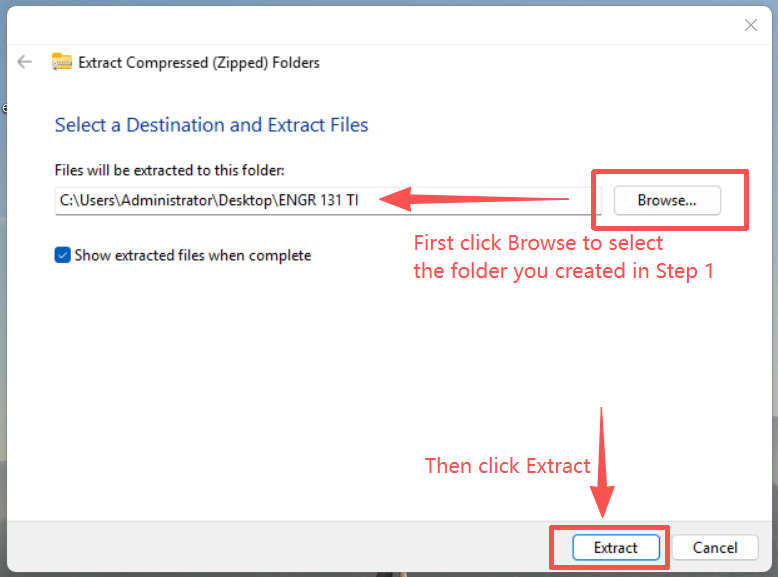 Extract Compressed (Zipped) Folders
Select a Destination and Extract Files
Files will be extracted to this folder:
C:\Users\Administrator\Desktop\ENGR 131 TI
Browse...
First click Browse to select
the folder you created in Step 1
Show extracted files when complete
Then click Extract
Extract
Cancel